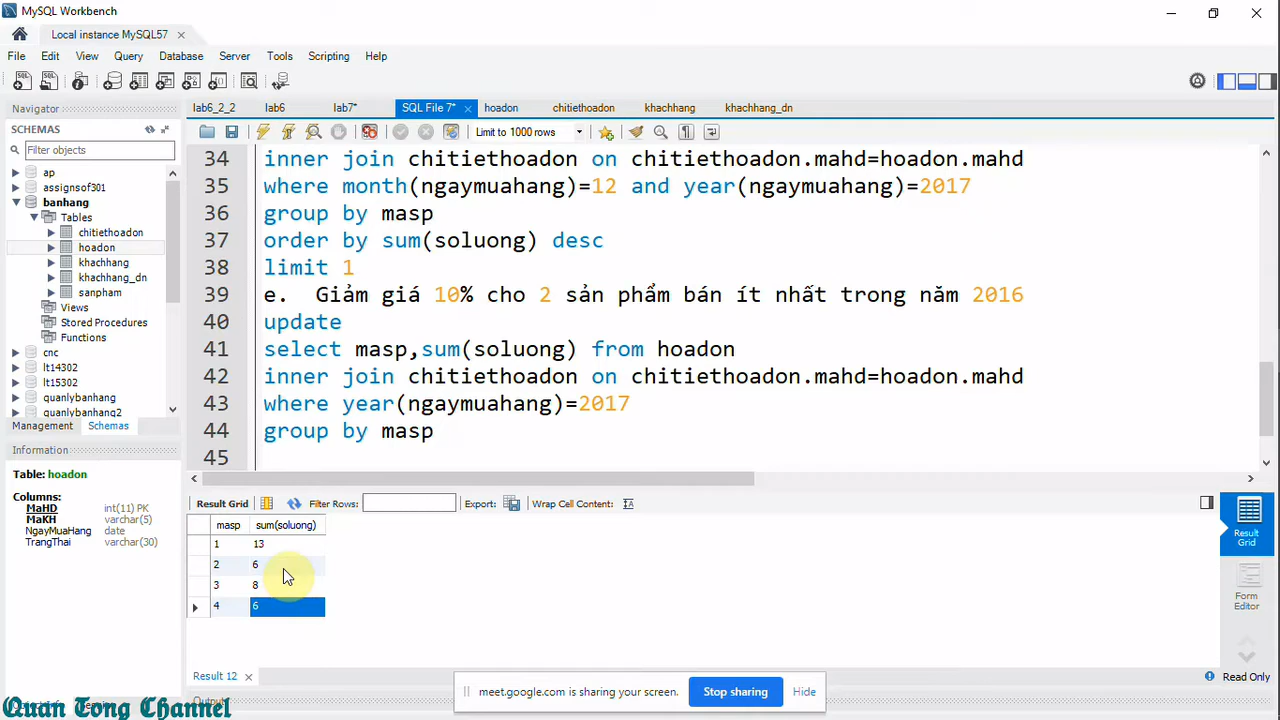 MySQL Workbench
Local instance MySQL57
File Edit View Query Database Server Tools Scripting Help
Navigator
SCHEMAS
Filter objects
ap
assignsof301
banhang
Tables
chitiethoadon
hoadon
khachhang
khachhang_dn
sanpham
Views
Stored Procedures
Functions
cnc
lt14302
lt15302
quanlybanhang
quanlybanhang2
Management Schemas
Information
Table: hoadon
Columns:
MaHD int(11) PK
MaKH varchar(5)
NgayMuaHang date
TrangThai varchar(30)
lab6_2_2 lab6 lab7* SQL File 7* hoadon chitiethoadon khachhang khachhang_dn
Limit to 1000 rows
34 inner join chitiethoadon on chitiethoadon.mahd=hoadon.mahd
35 where month(ngaymuahang)=12 and year(ngaymuahang)=2017
36 group by masp
37 order by sum(soluong) desc
38 limit 1
39 e. Giảm giá 10% cho 2 sản phẩm bán ít nhất trong năm 2016
40 update
41 select masp,sum(soluong) from hoadon
42 inner join chitiethoadon on chitiethoadon.mahd=hoadon.mahd
43 where year(ngaymuahang)=2017
44 group by masp
45
Result Grid Filter Rows: Export: Wrap Cell Content:
masp sum(soluong)
1 13
2 6
3 8
4 6
Result Grid
Form Editor
Result 12
Read Only
Output
meet.google.com is sharing your screen. Stop sharing Hide
Quan Tong Channel